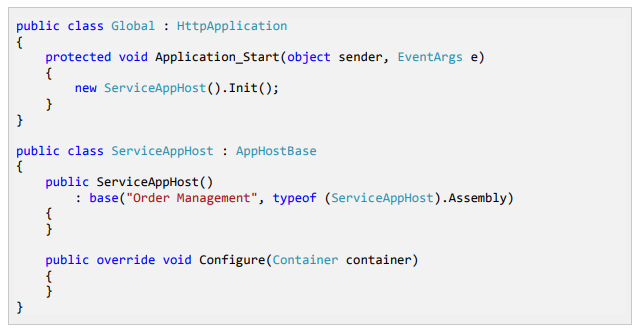 public class Global : HttpApplication
{
    protected void Application_Start(object sender, EventArgs e)
    {
        new ServiceAppHost().Init();
    }
}

public class ServiceAppHost : AppHostBase
{
    public ServiceAppHost()
        : base("Order Management", typeof (ServiceAppHost).Assembly)
    {
    }

    public override void Configure(Container container)
    {
    }
}